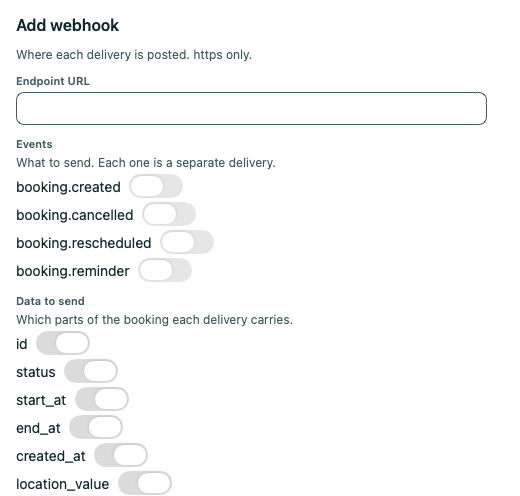 Add webhook
Where each delivery is posted. https only.
Endpoint URL
Events
What to send. Each one is a separate delivery.
booking.created
booking.cancelled
booking.rescheduled
booking.reminder
Data to send
Which parts of the booking each delivery carries.
id
status
start_at
end_at
created_at
location_value